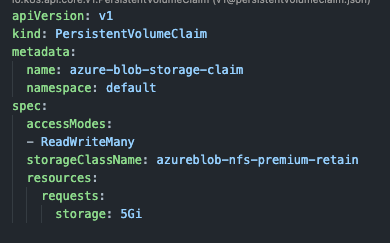 io.k8s.api.core.v1.PersistentVolumeClaim (v1@persistentvolumeclaim.json)
apiVersion: v1
kind: PersistentVolumeClaim
metadata:
  name: azure-blob-storage-claim
  namespace: default
spec:
  accessModes:
  - ReadWriteMany
  storageClassName: azureblob-nfs-premium-retain
  resources:
    requests:
      storage: 5Gi